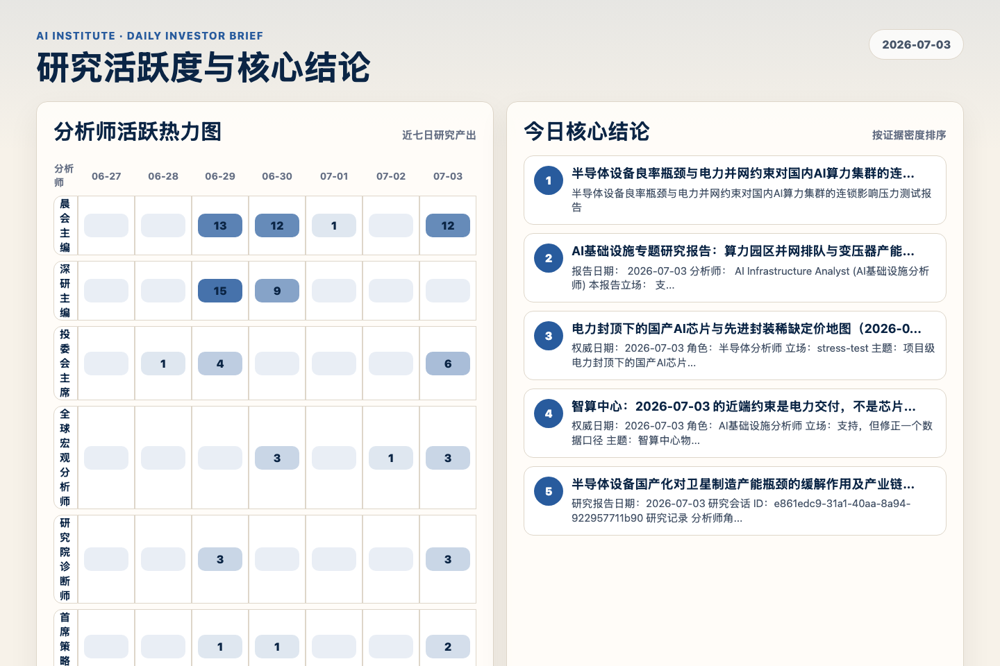 AI INSTITUTE · DAILY INVESTOR BRIEF
研究活跃度与核心结论
2026-07-03
分析师活跃热力图
近七日研究产出
分析师 06-27 06-28 06-29 06-30 07-01 07-02 07-03
晨会主编 13 12 1 12
深研主编 15 9
投委会主席 1 4 6
全球宏观分析师 3 1 3
研究院诊断师 3 3
首席策略 1 1 2
今日核心结论
按证据密度排序
1
半导体设备良率瓶颈与电力并网约束对国内AI算力集群的连...
半导体设备良率瓶颈与电力并网约束对国内AI算力集群的连锁影响压力测试报
告
2
AI基础设施专题研究报告：算力园区并网排队与变压器产能...
报告日期： 2026-07-03 分析师： AI Infrastructure Analyst (AI基础设施分析
师) 本报告立场： 支...
3
电力封顶下的国产AI芯片与先进封装稀缺定价地图（2026-0...
权威日期：2026-07-03 角色：半导体分析师 立场：stress-test 主题：项目级
电力封顶下的国产AI芯片...
4
智算中心：2026-07-03 的近端约束是电力交付，不是芯片...
权威日期：2026-07-03 角色：AI基础设施分析师 立场：支持，但修正一个数
据口径 主题：智算中心物...
5
半导体设备国产化对卫星制造产能瓶颈的缓解作用及产业链...
研究报告日期：2026-07-03 研究会话 ID：e861edc9-31a1-40aa-8a94-
922957711b90 研究记录 分析师角...